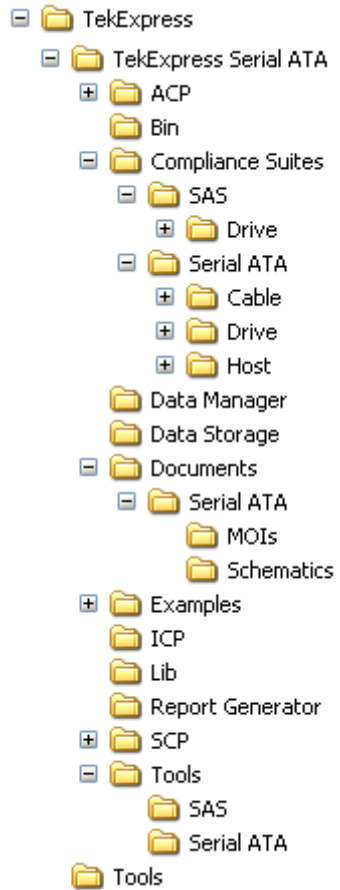 TekExpress
TekExpress Serial ATA
ACP
Bin
Compliance Suites
SAS
Drive
Serial ATA
Cable
Drive
Host
Data Manager
Data Storage
Documents
Serial ATA
MOIs
Schematics
Examples
ICP
Lib
Report Generator
SCP
Tools
SAS
Serial ATA
Tools